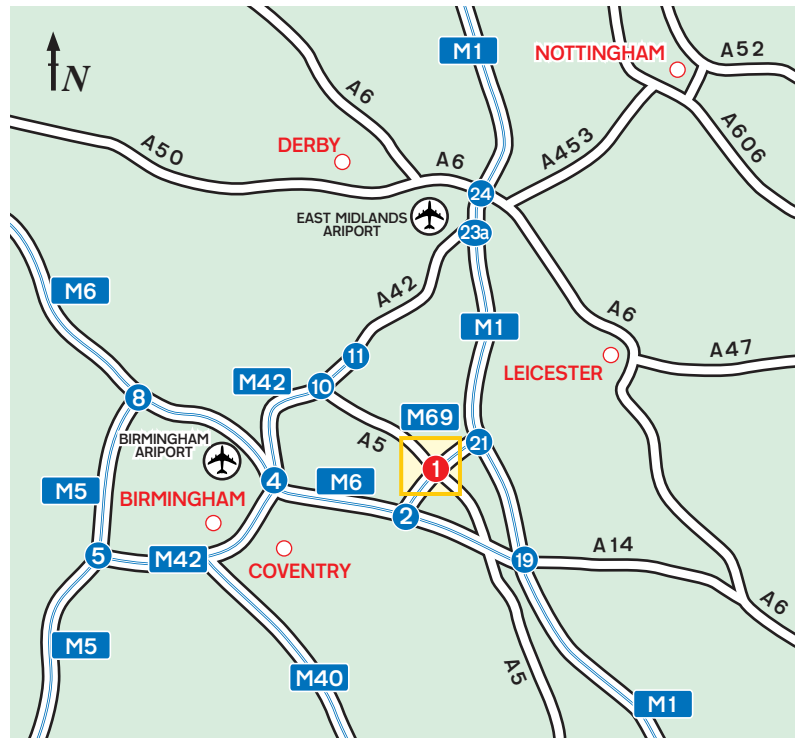 M1
NOTTINGHAM
A52
N
A6
A50
DERBY
A453
A606
A6
24
EAST MIDLANDS
ARIPORT
23a
M6
A42
M1
A6
11
LEICESTER
A47
M42
10
8
M69
A5
21
BIRMINGHAM
ARIPORT
1
4
M5
M6
BIRMINGHAM
2
5
M42
COVENTRY
19
A14
A6
M5
M40
A5
M1